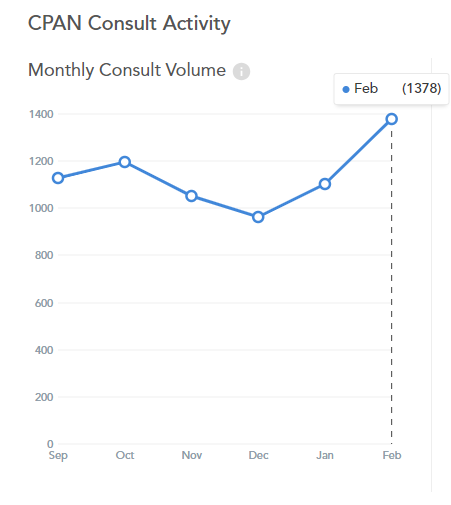 CPAN Consult Activity
Monthly Consult Volume i
Feb (1378)
1400
1200
1000
800
600
400
200
0
Sep Oct Nov Dec Jan Feb